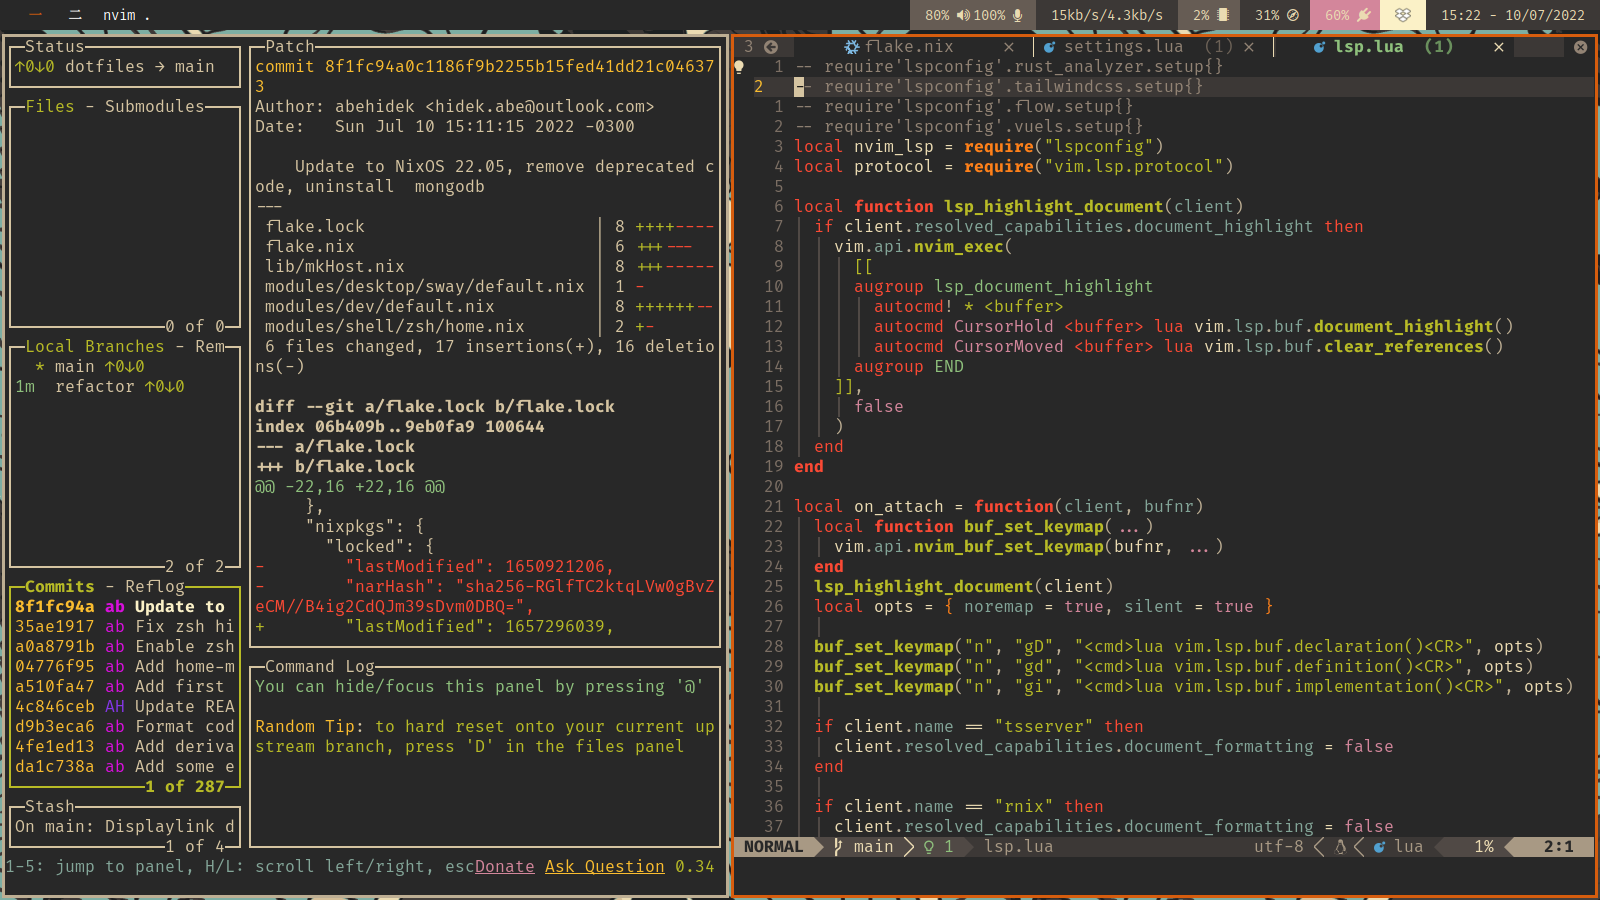 一 二 nvim .
80% 100% 15kb/s/4.3kb/s 2% 31% 60% 15:22 - 10/07/2022
Status
↑0↓0 dotfiles → main
Files - Submodules
0 of 0
Local Branches - Rem
* main ↑0↓0
1m refactor ↑0↓0
2 of 2
Commits - Reflog
8f1fc94a ab Update to
35ae1917 ab Fix zsh hi
a0a8791b ab Enable zsh
04776f95 ab Add home-m
a510fa47 ab Add first
4c846ceb AH Update REA
d9b3eca6 ab Format cod
4fe1ed13 ab Add deriva
da1c738a ab Add some e
1 of 287
Stash
On main: Displaylink d
1 of 4
Patch
commit 8f1fc94a0c1186f9b2255b15fed41dd21c04637
3
Author: abehidek <hidek.abe@outlook.com>
Date:   Sun Jul 10 15:11:15 2022 -0300
Update to NixOS 22.05, remove deprecated c
ode, uninstall  mongodb
---
flake.lock | 8 ++++----
flake.nix | 6 +++---
lib/mkHost.nix | 8 +++-----
modules/desktop/sway/default.nix | 1 -
modules/dev/default.nix | 8 ++++++--
modules/shell/zsh/home.nix | 2 +-
6 files changed, 17 insertions(+), 16 deletio
ns(-)
diff --git a/flake.lock b/flake.lock
index 06b409b..9eb0fa9 100644
--- a/flake.lock
+++ b/flake.lock
@@ -22,16 +22,16 @@
},
"nixpkgs": {
"locked": {
- "lastModified": 1650921206,
- "narHash": "sha256-RGlfTC2ktqLVw0gBvZ
eCM//B4ig2CdQJm39sDvm0DBQ=",
+ "lastModified": 1657296039,
Command Log
You can hide/focus this panel by pressing '@'
Random Tip: to hard reset onto your current up
stream branch, press 'D' in the files panel
1-5: jump to panel, H/L: scroll left/right, escDonate Ask Question 0.34
3 flake.nix × settings.lua (1) × lsp.lua (1) ×
1 -- require'lspconfig'.rust_analyzer.setup{}
2 -- require'lspconfig'.tailwindcss.setup{}
1 -- require'lspconfig'.flow.setup{}
2 -- require'lspconfig'.vuels.setup{}
3 local nvim_lsp = require("lspconfig")
4 local protocol = require("vim.lsp.protocol")
5
6 local function lsp_highlight_document(client)
7 if client.resolved_capabilities.document_highlight then
8 vim.api.nvim_exec(
9 [[
10 augroup lsp_document_highlight
11 autocmd! * <buffer>
12 autocmd CursorHold <buffer> lua vim.lsp.buf.document_highlight()
13 autocmd CursorMoved <buffer> lua vim.lsp.buf.clear_references()
14 augroup END
15 ]],
16 false
17 )
18 end
19 end
20
21 local on_attach = function(client, bufnr)
22 local function buf_set_keymap(...)
23 vim.api.nvim_buf_set_keymap(bufnr, ...)
24 end
25 lsp_highlight_document(client)
26 local opts = { noremap = true, silent = true }
27
28 buf_set_keymap("n", "gD", "<cmd>lua vim.lsp.buf.declaration()<CR>", opts)
29 buf_set_keymap("n", "gd", "<cmd>lua vim.lsp.buf.definition()<CR>", opts)
30 buf_set_keymap("n", "gi", "<cmd>lua vim.lsp.buf.implementation()<CR>", opts)
31
32 if client.name == "tsserver" then
33 client.resolved_capabilities.document_formatting = false
34 end
35
36 if client.name == "rnix" then
37 client.resolved_capabilities.document_formatting = false
NORMAL main 1 lsp.lua utf-8 lua 1% 2:1